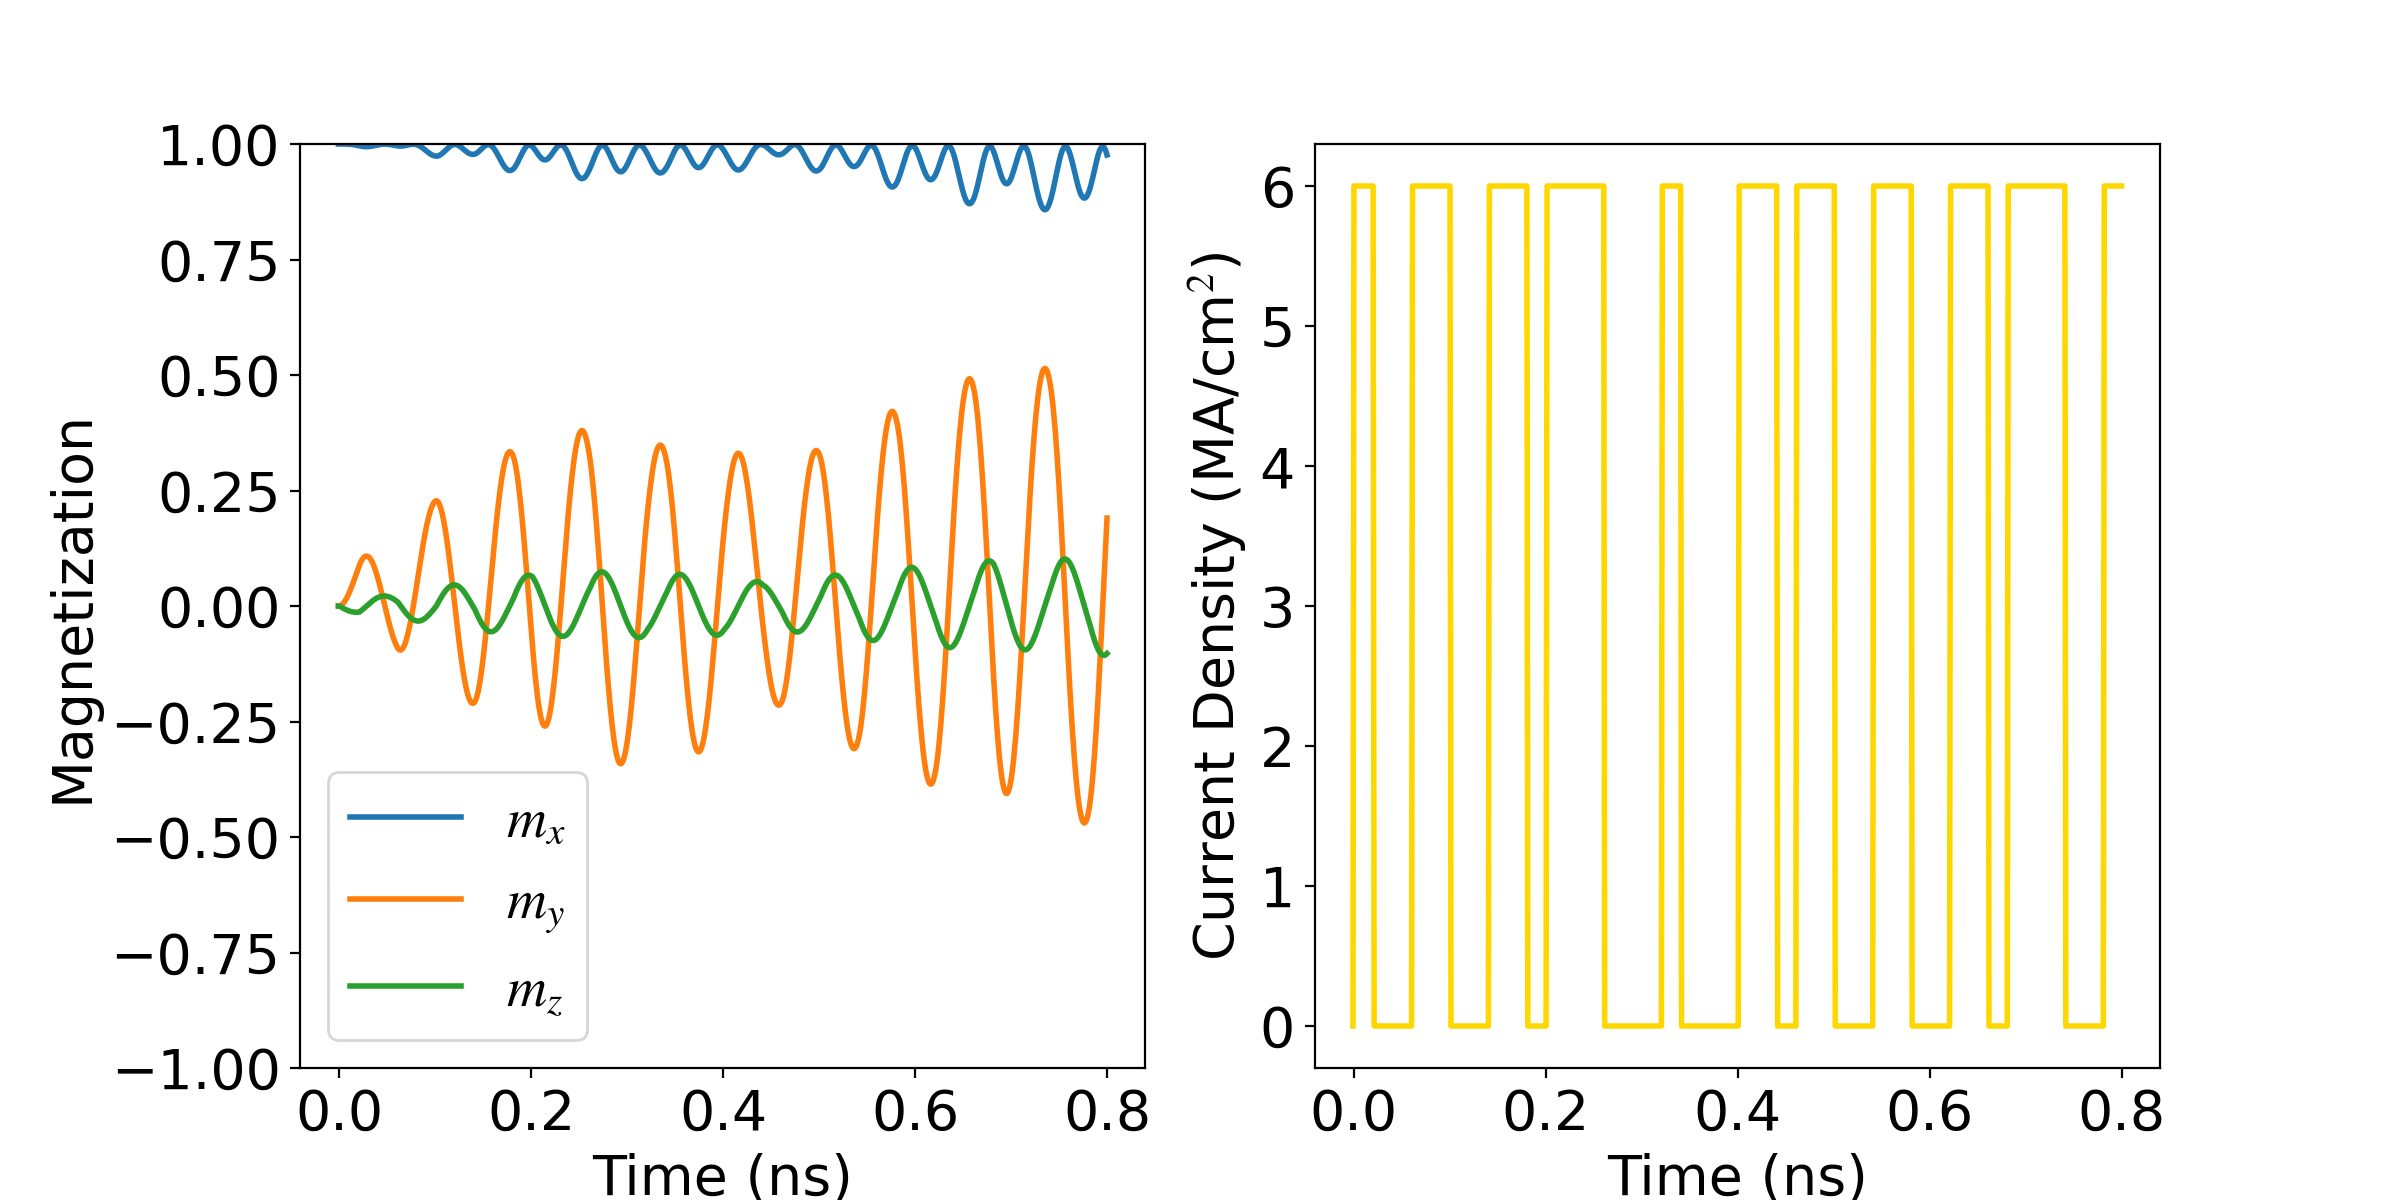 Magnetization
1.00
0.75
0.50
0.25
0.00
−0.25
−0.50
−0.75
−1.00
0.0 0.2 0.4 0.6 0.8
Time (ns)
mₓ
m_y
m_z
Current Density (MA/cm²)
6
5
4
3
2
1
0
0.0 0.2 0.4 0.6 0.8
Time (ns)